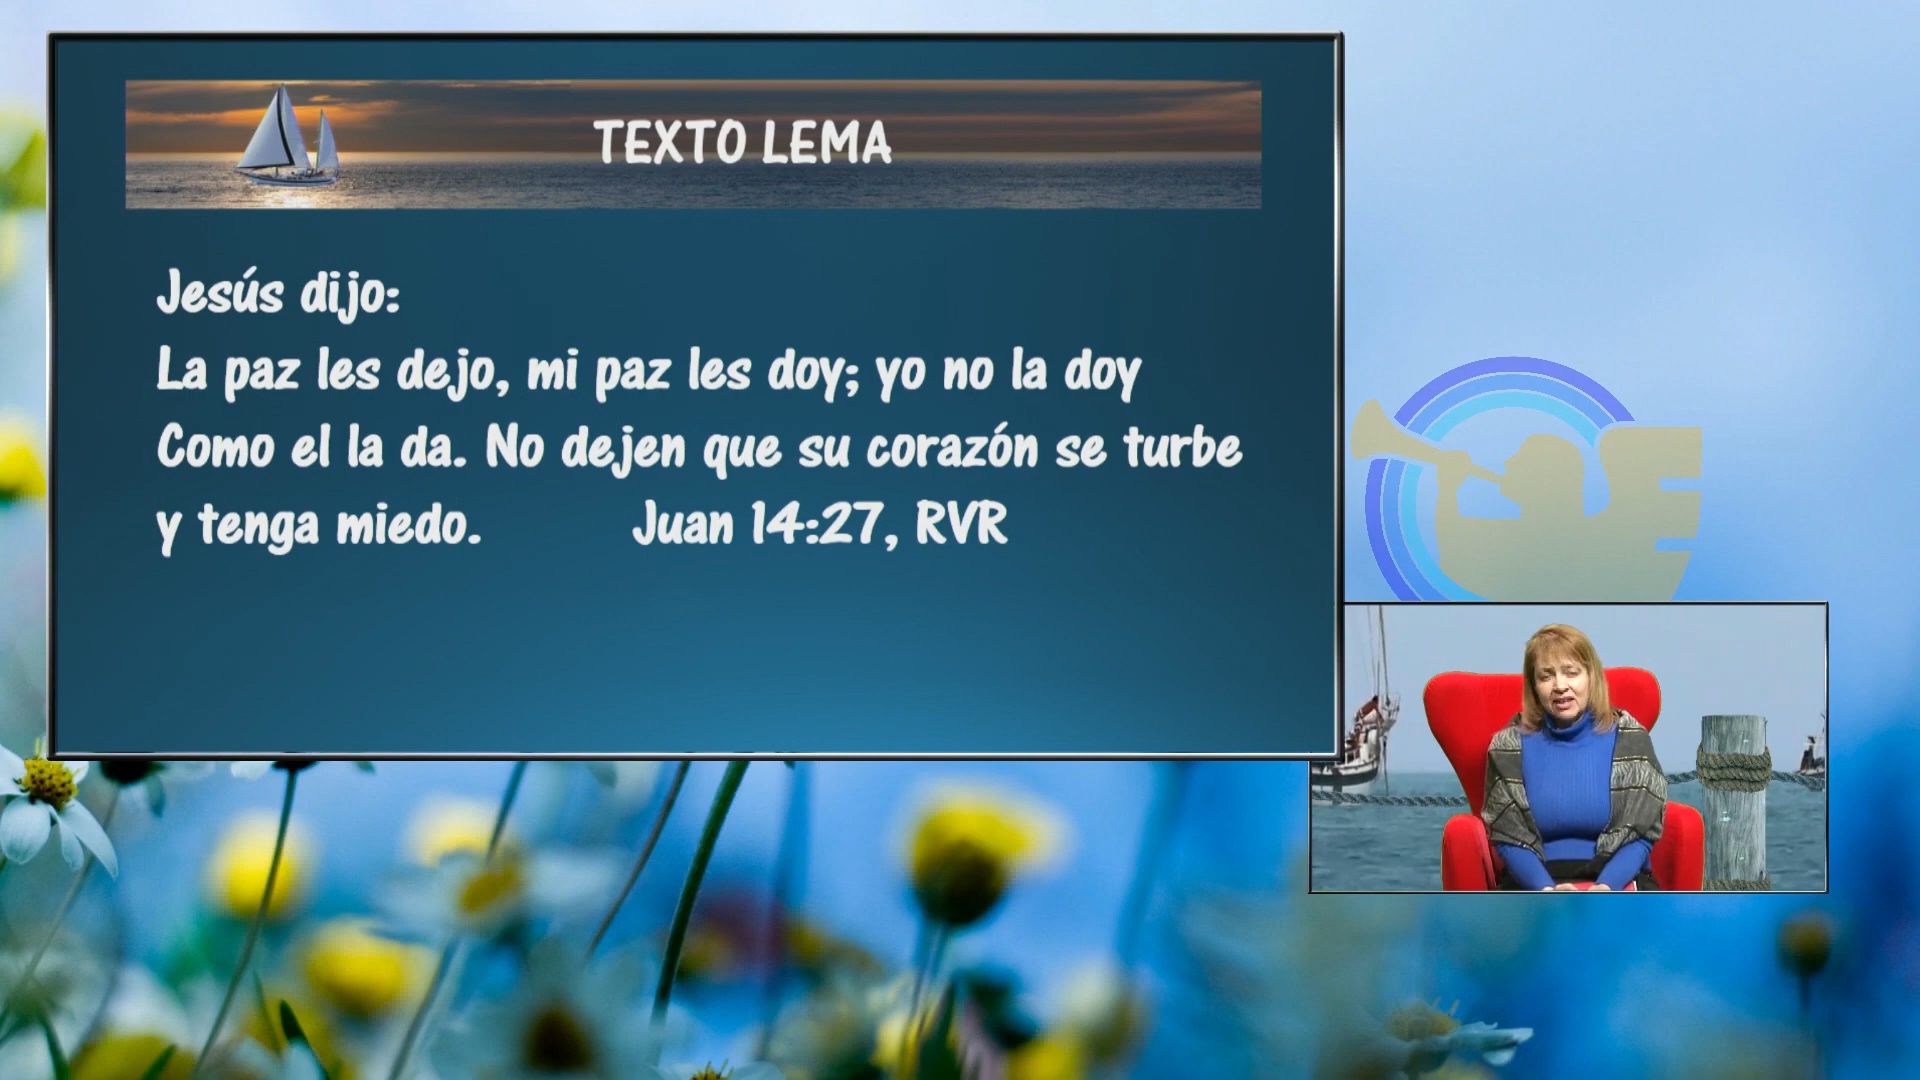 TEXTO LEMA
Jesús dijo:
La paz les dejo, mi paz les doy; yo no la doy
Como el la da. No dejen que su corazón se turbe
y tenga miedo. Juan 14:27, RVR